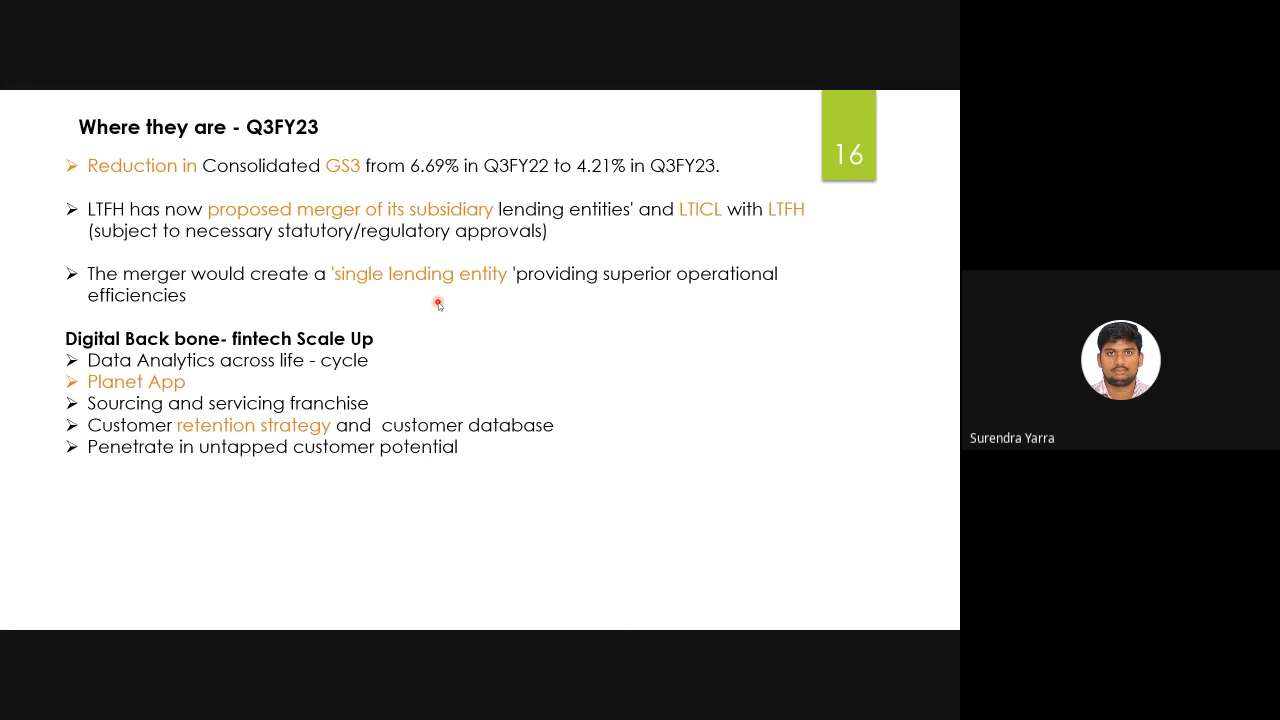 Where they are - Q3FY23
16
➢ Reduction in Consolidated GS3 from 6.69% in Q3FY22 to 4.21% in Q3FY23.
➢ LTFH has now proposed merger of its subsidiary lending entities' and LTICL with LTFH
(subject to necessary statutory/regulatory approvals)
➢ The merger would create a 'single lending entity 'providing superior operational
efficiencies
Digital Back bone- fintech Scale Up
➢ Data Analytics across life - cycle
➢ Planet App
➢ Sourcing and servicing franchise
➢ Customer retention strategy and  customer database
➢ Penetrate in untapped customer potential
Surendra Yarra